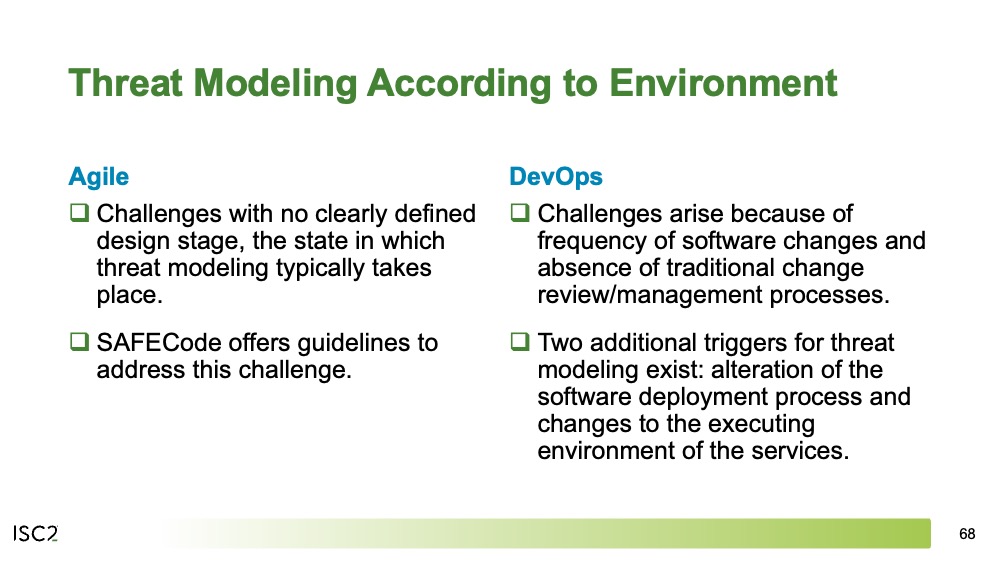 Threat Modeling According to Environment
Agile
Challenges with no clearly defined
design stage, the state in which
threat modeling typically takes
place.
SAFECode offers guidelines to
address this challenge.
DevOps
Challenges arise because of
frequency of software changes and
absence of traditional change
review/management processes.
Two additional triggers for threat
modeling exist: alteration of the
software deployment process and
changes to the executing
environment of the services.
ISC2
68